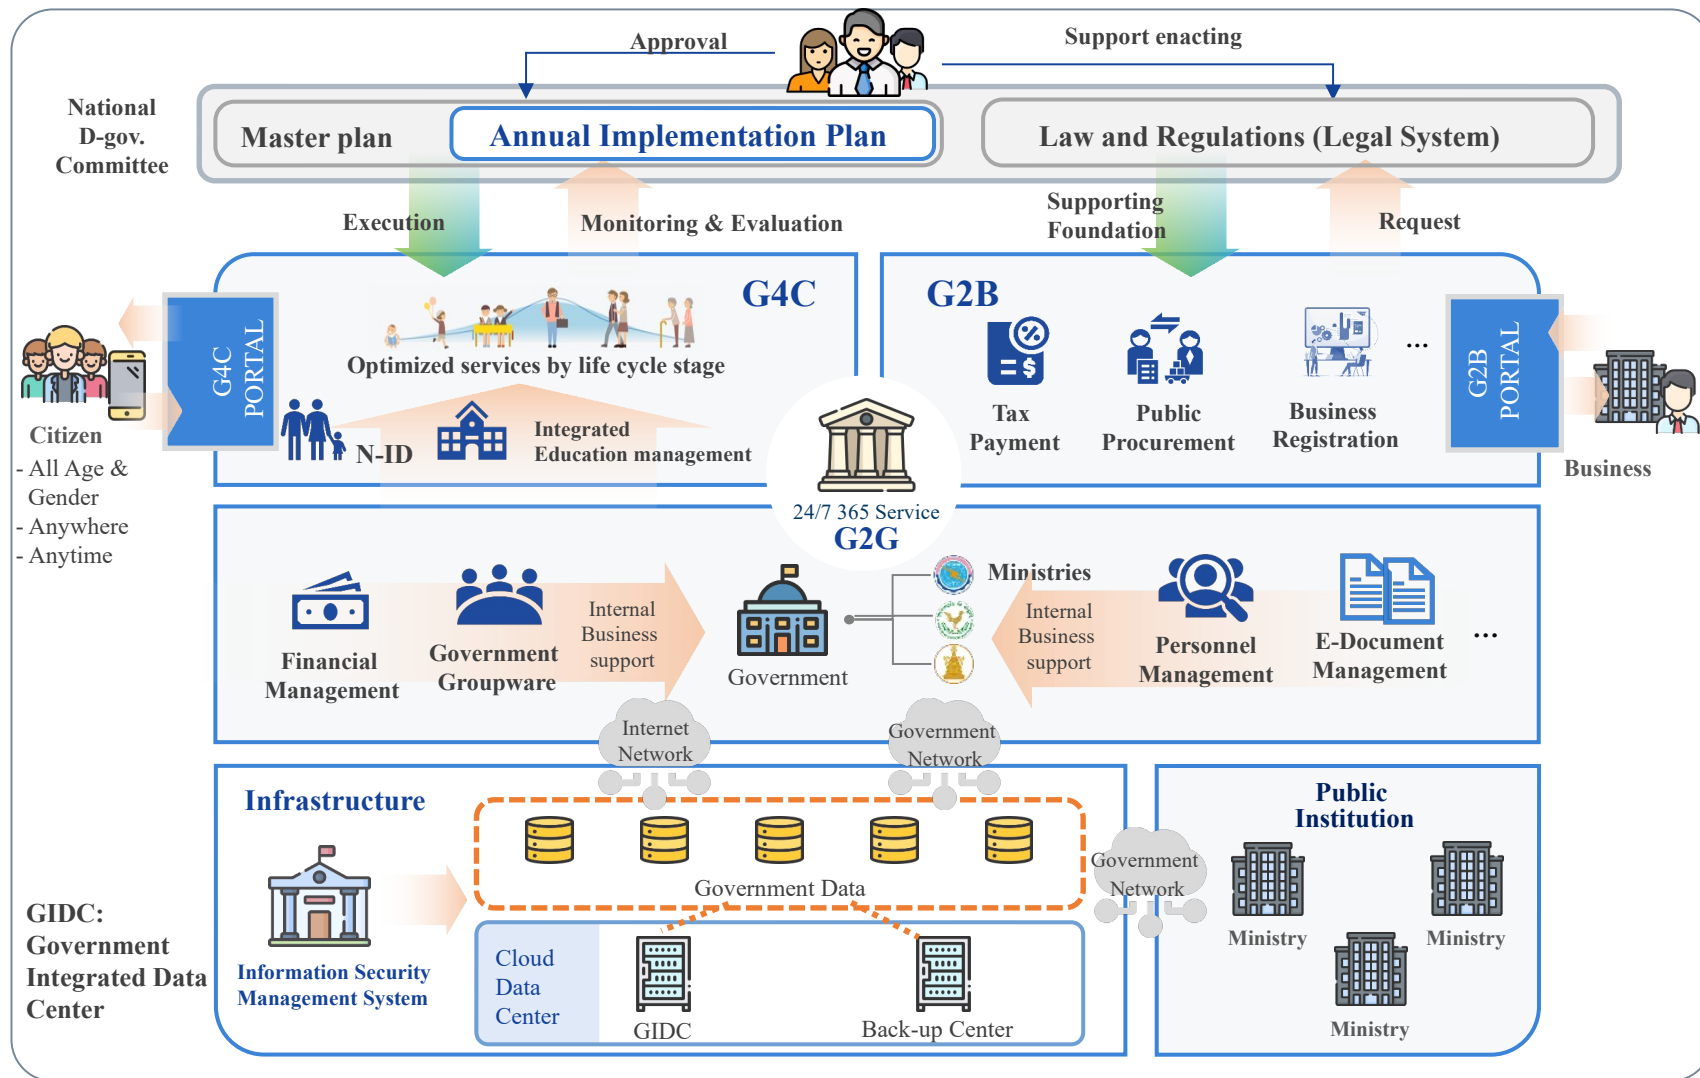 Approval
Support enacting
National
D-gov.
Committee
Master plan
Annual Implementation Plan
Law and Regulations (Legal System)
Execution
Monitoring & Evaluation
Supporting
Foundation
Request
G4C
G2B
G4C
PORTAL
Optimized services by life cycle stage
N-ID
Integrated
Education management
Tax
Payment
Public
Procurement
Business
Registration
...
G2B
PORTAL
Citizen
- All Age &
Gender
- Anywhere
- Anytime
Business
24/7 365 Service
G2G
Financial
Management
Government
Groupware
Internal
Business
support
Government
Ministries
Internal
Business
support
Personnel
Management
E-Document
Management
...
Internet
Network
Government
Network
Infrastructure
Government Data
Information Security
Management System
Cloud
Data
Center
GIDC
Back-up Center
Government
Network
Public
Institution
Ministry
Ministry
Ministry
GIDC:
Government
Integrated Data
Center